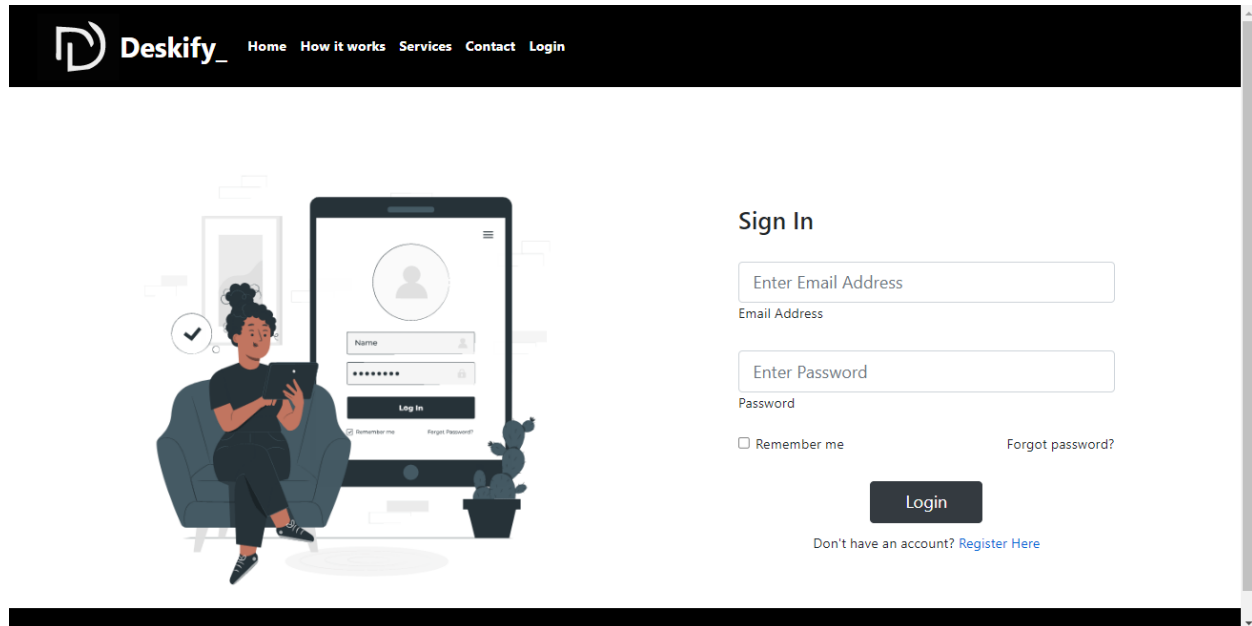 Deskify_ Home How it works Services Contact Login
Name
Log In
Remember me Forgot Password?
Sign In
Enter Email Address
Email Address
Enter Password
Password
Remember me Forgot password?
Login
Don't have an account? Register Here